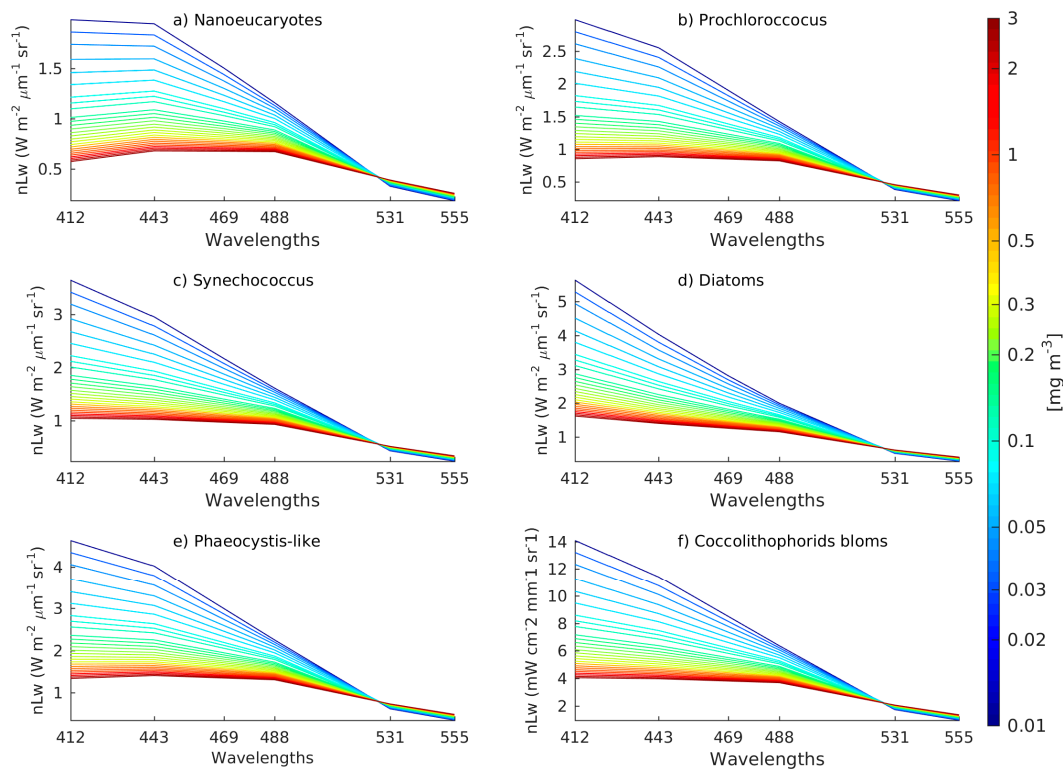 a) Nanoeucaryotes
nLw (W m-2 μm-1 sr-1)
1.5
1
0.5
412 443 469 488 531 555
Wavelengths
b) Prochloroccocus
nLw (W m-2 μm-1 sr-1)
2.5
2
1.5
1
0.5
412 443 469 488 531 555
Wavelengths
c) Synechococcus
nLw (W m-2 μm-1 sr-1)
3
2
1
412 443 469 488 531 555
Wavelengths
d) Diatoms
nLw (W m-2 μm-1 sr-1)
5
4
3
2
1
412 443 469 488 531 555
Wavelengths
e) Phaeocystis-like
nLw (W m-2 μm-1 sr-1)
4
3
2
1
412 443 469 488 531 555
Wavelengths
f) Coccolithophorids bloms
nLw (mW cm-2 mm-1 sr-1)
14
12
10
8
6
4
2
412 443 469 488 531 555
Wavelengths
3
2
1
0.5
0.3
0.2
0.1
0.05
0.03
0.02
0.01
[mg m-3]